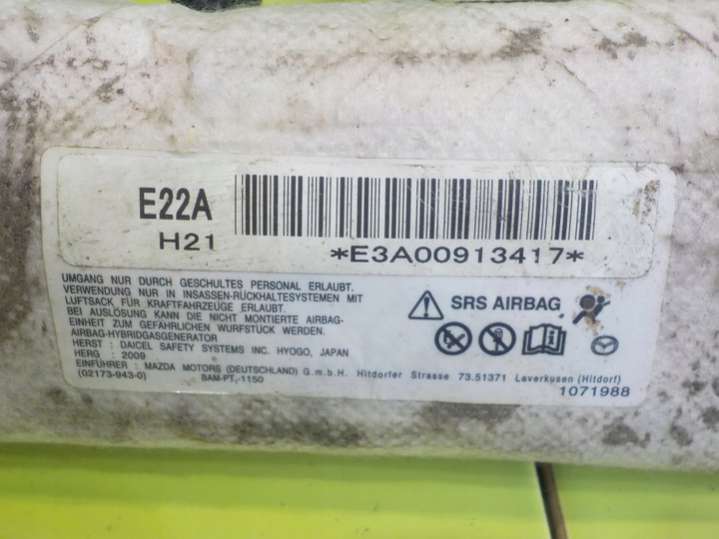 E22A
H21
*E3A00913417*
UMGANG NUR DURCH GESCHULTES PERSONAL ERLAUBT.
VERWENDUNG NUR IN INSASSEN-RÜCKHALTESYSTEMEN MIT
LUFTSACK FÜR KRAFTFAHRZEUGE ERLAUBT.
BEI AUSLÖSUNG KANN DIE NICHT MONTIERTE AIRBAG-
EINHEIT ZUM GEFÄHRLICHEN WURFSTÜCK WERDEN.
AIRBAG-HYBRIDGASGENERATOR
HERST : DAICEL SAFETY SYSTEMS INC. HYOGO, JAPAN
HERG : 2009
EINFÜHRER : MAZDA MOTORS (DEUTSCHLAND) G.m.b.H. Hitdorfer Strasse 73.51371 Leverkusen (Hitdorf)
(02173-943-0) BAM-PT,-1150
SRS AIRBAG
1071988